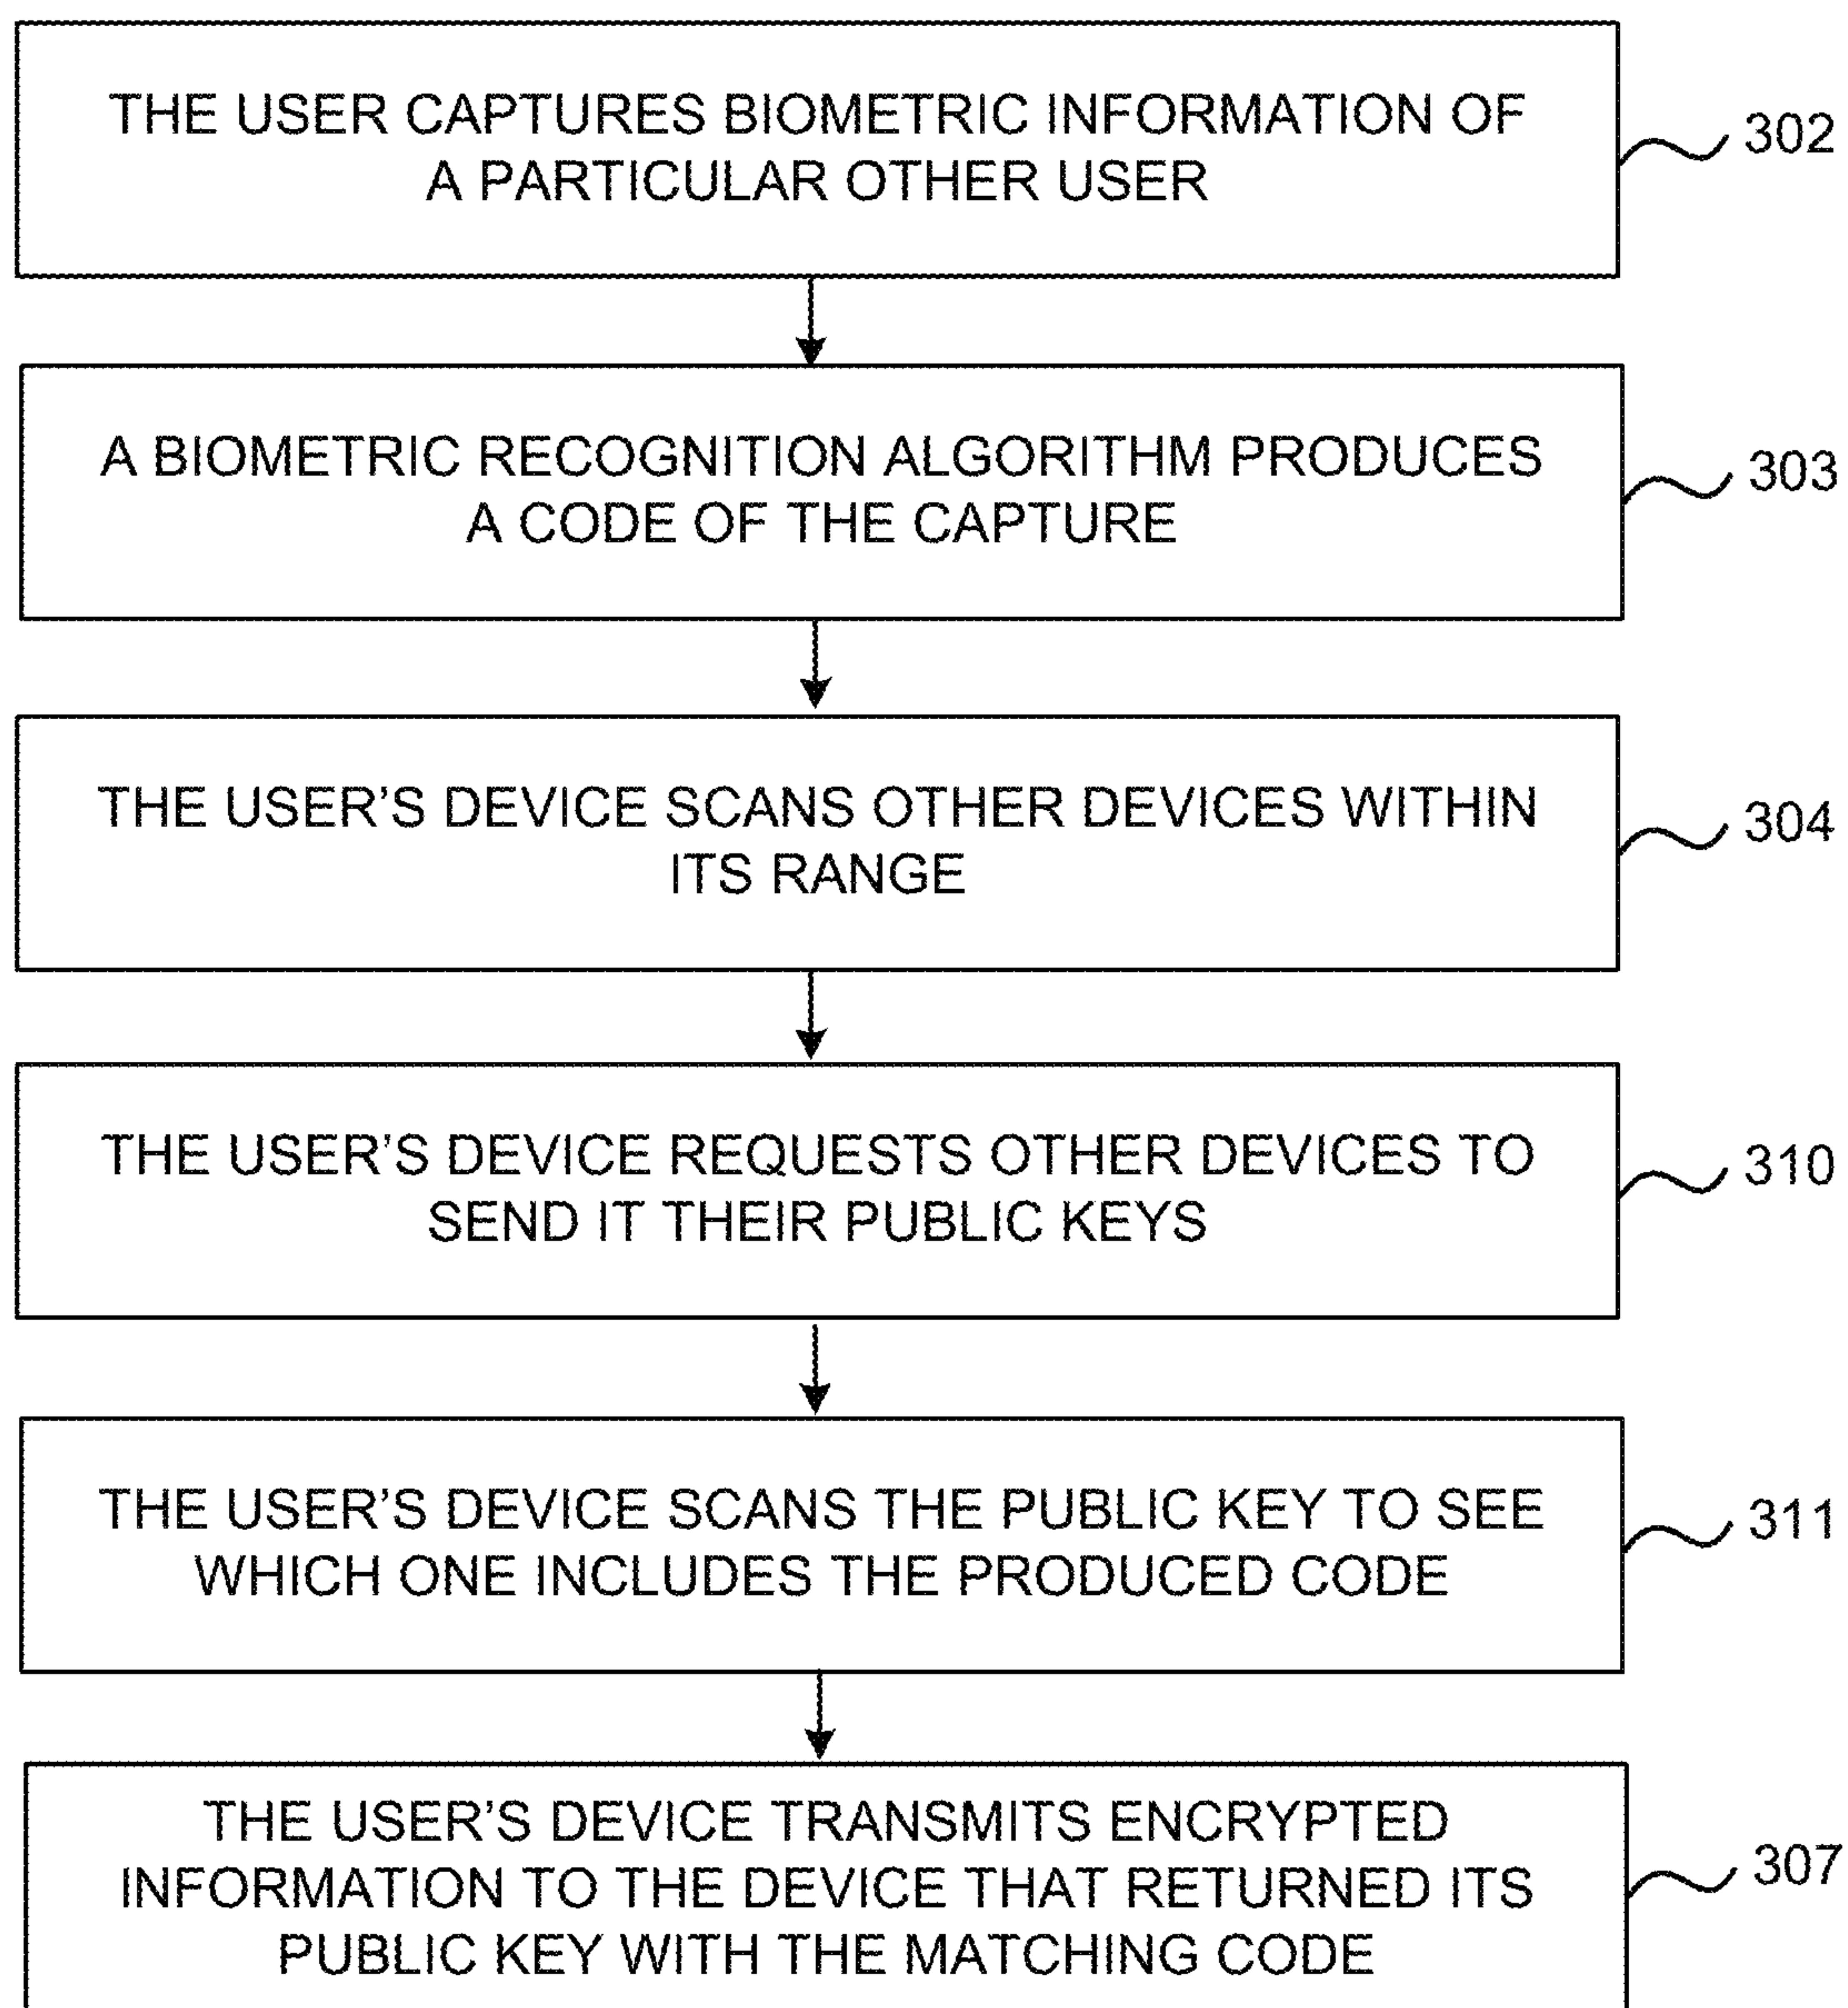 THE USER CAPTURES BIOMETRIC INFORMATION OF
A PARTICULAR OTHER USER
302
A BIOMETRIC RECOGNITION ALGORITHM PRODUCES
A CODE OF THE CAPTURE
303
THE USER'S DEVICE SCANS OTHER DEVICES WITHIN
ITS RANGE
304
THE USER'S DEVICE REQUESTS OTHER DEVICES TO
SEND IT THEIR PUBLIC KEYS
310
THE USER'S DEVICE SCANS THE PUBLIC KEY TO SEE
WHICH ONE INCLUDES THE PRODUCED CODE
311
THE USER'S DEVICE TRANSMITS ENCRYPTED
INFORMATION TO THE DEVICE THAT RETURNED ITS
PUBLIC KEY WITH THE MATCHING CODE
307